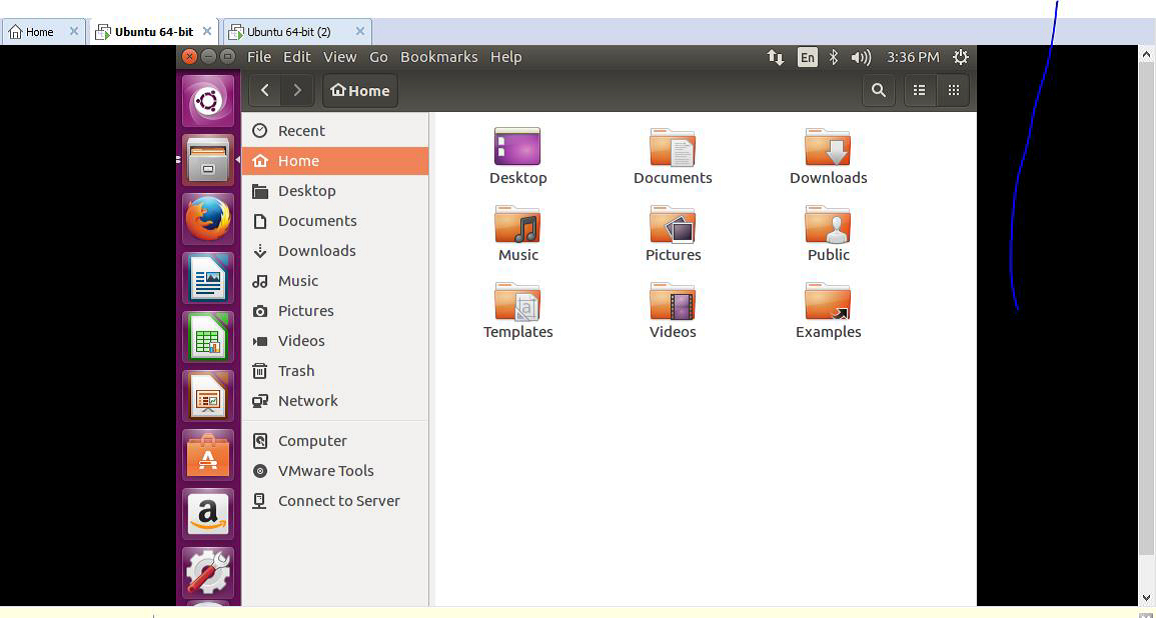 Home Ubuntu 64-bit Ubuntu 64-bit (2)
File Edit View Go Bookmarks Help En 3:36 PM
Home
Recent
Home
Desktop
Documents
Downloads
Music
Pictures
Videos
Trash
Network
Computer
VMware Tools
Connect to Server
Desktop Documents Downloads
Music Pictures Public
Templates Videos Examples